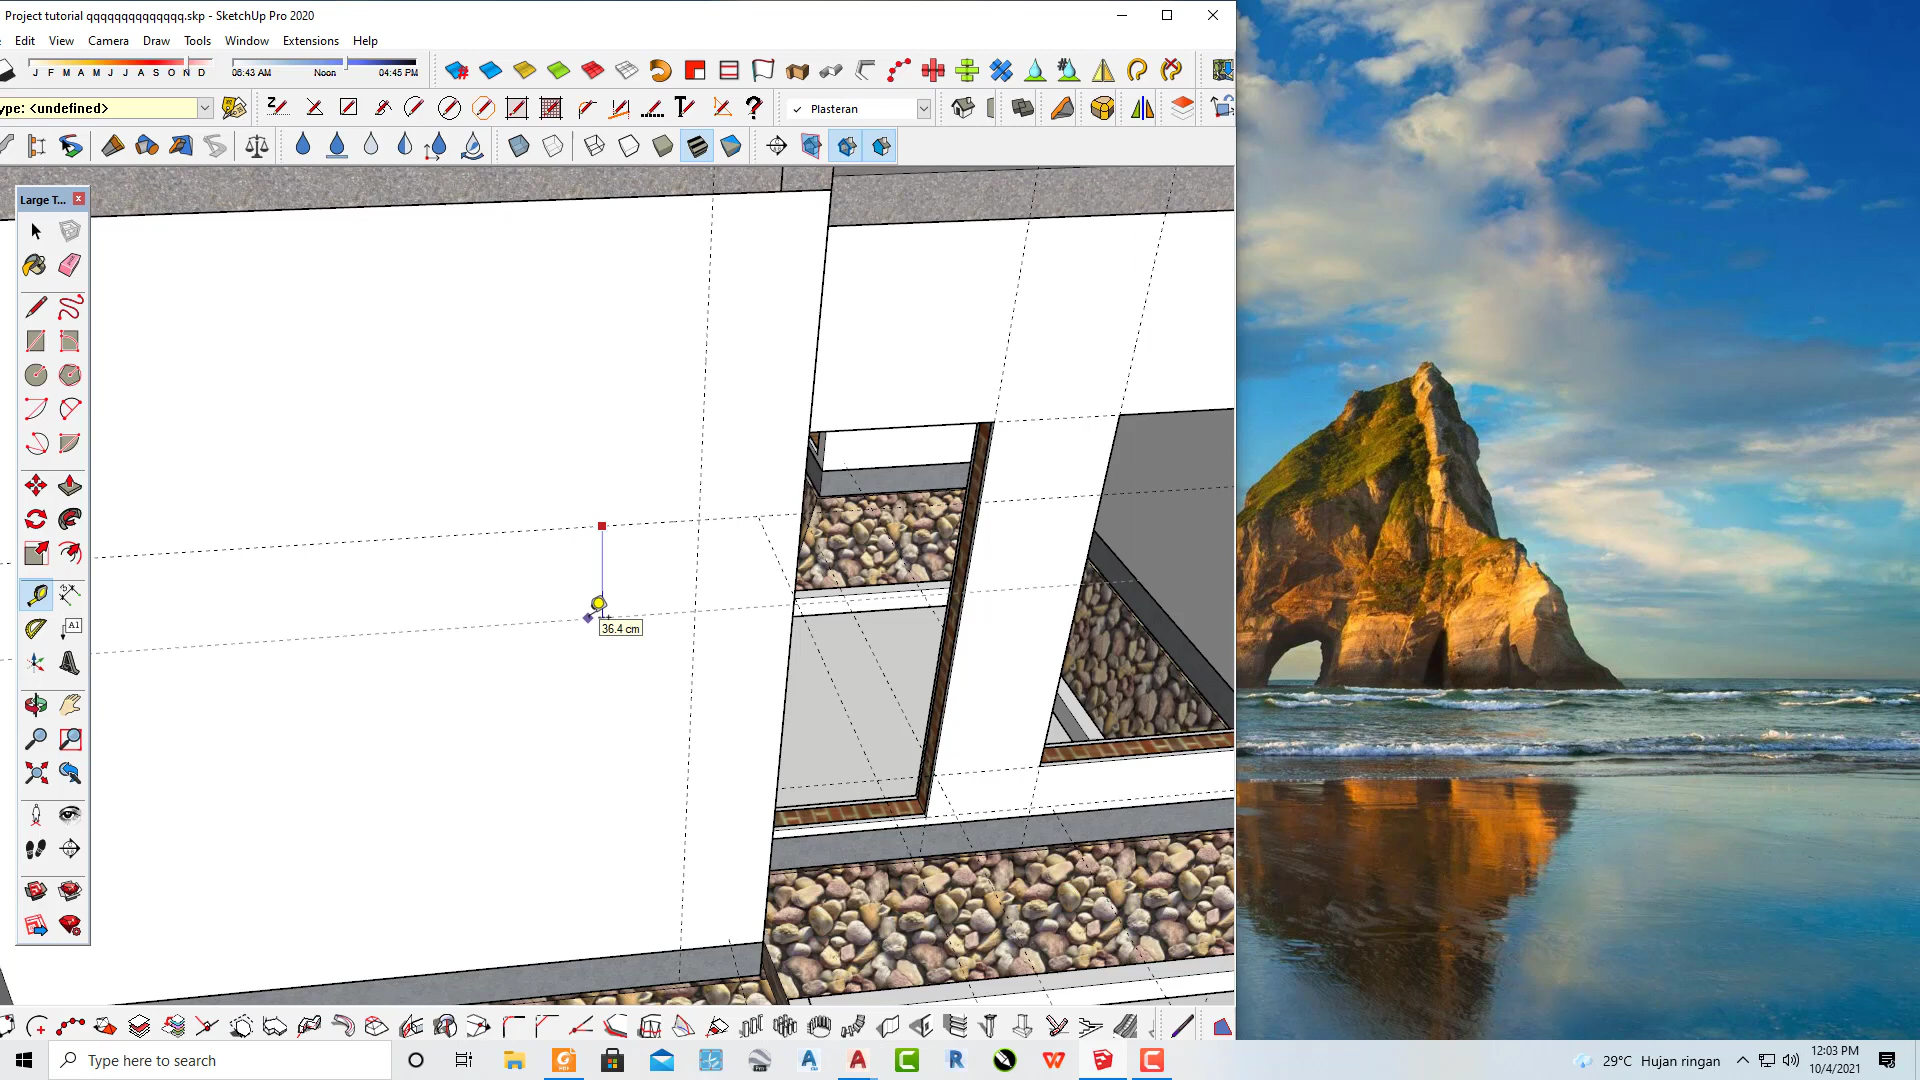 Project tutorial qqqqqqqqqqqqqq.skp - SketchUp Pro 2020
Edit View Camera Draw Tools Window Extensions Help
J F M A M J J A S O N D
06:43 AM Noon 04:45 PM
ype: <undefined>
Plasteran
Large T...
A1
36.4 cm
Type here to search
29°C Hujan ringan
12:03 PM
10/4/2021